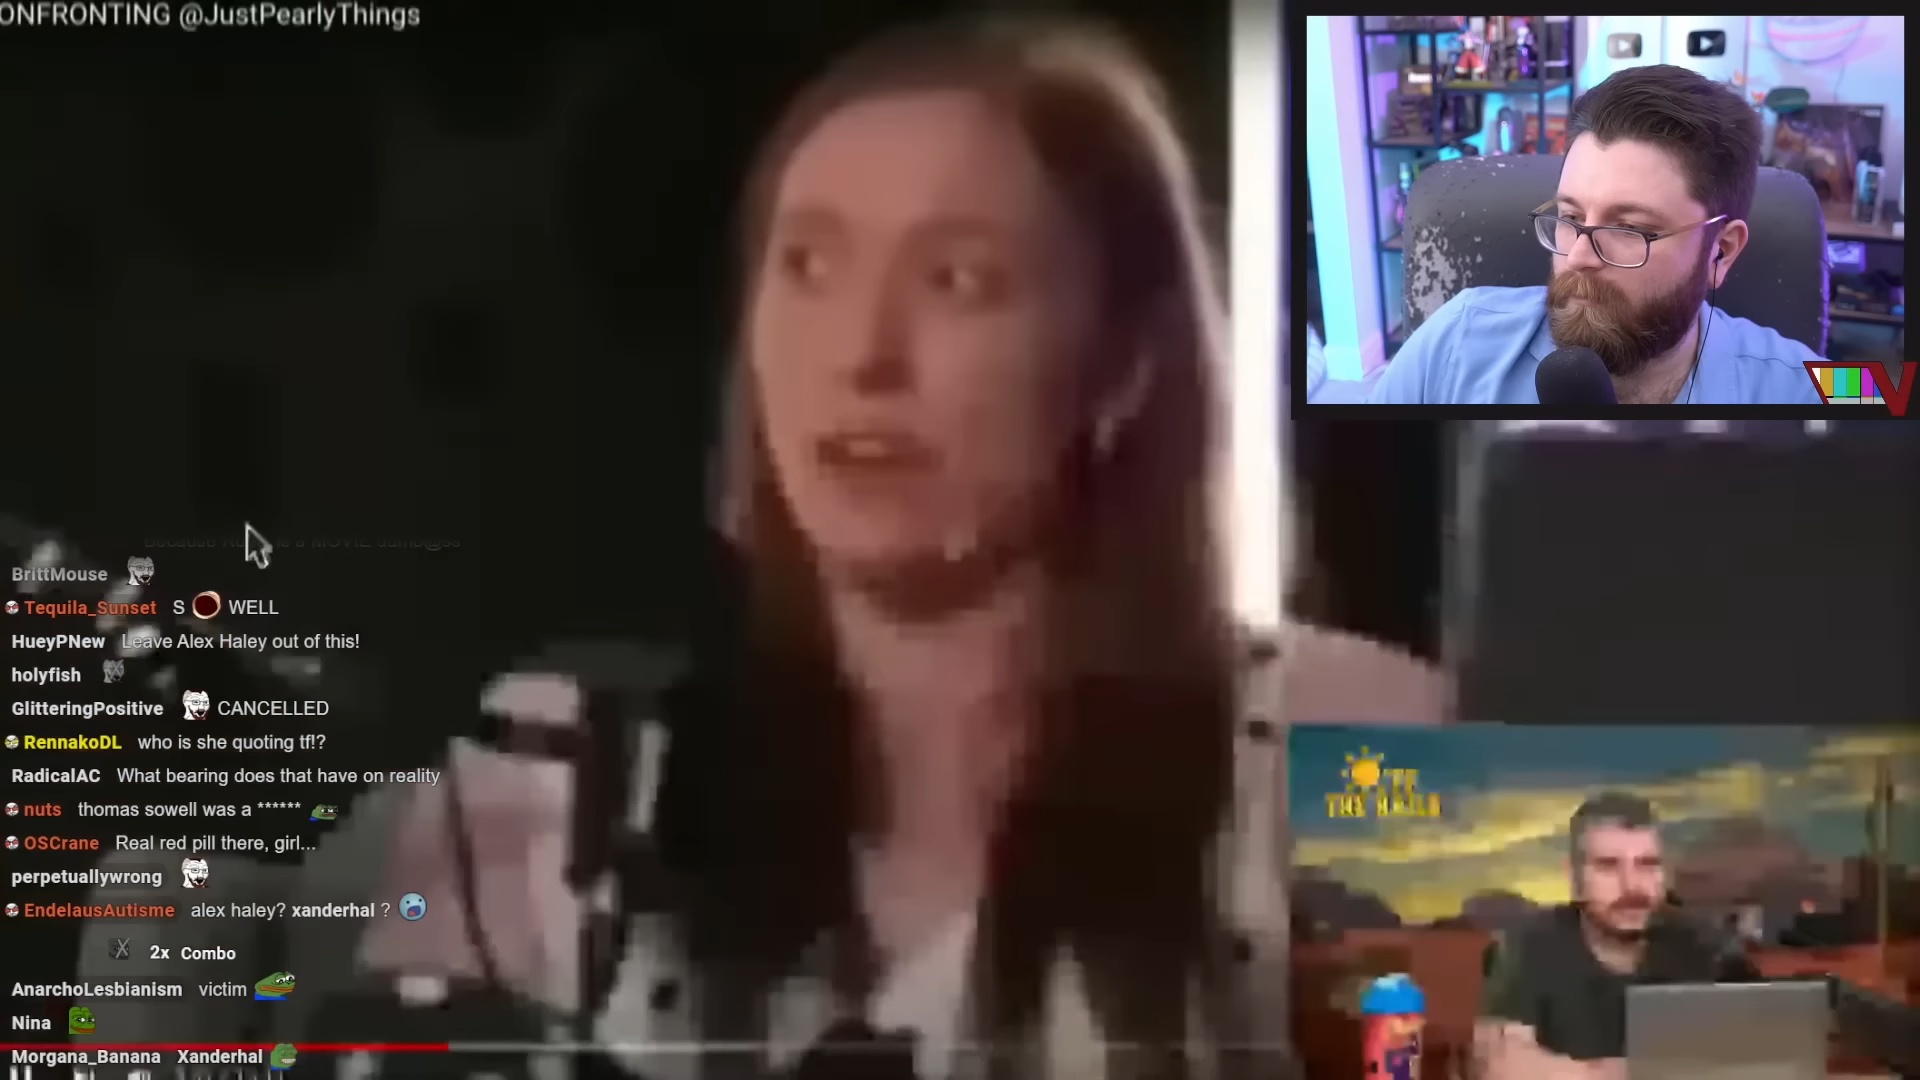 ONFRONTING @JustPearlyThings
BrittMouse
Tequila_Sunset S WELL
HueyPNew Leave Alex Haley out of this!
holyfish
GlitteringPositive CANCELLED
RennakoDL who is she quoting tf!?
RadicalAC What bearing does that have on reality
nuts thomas sowell was a ******
OSCrane Real red pill there, girl...
perpetuallywrong
EndelausAutisme alex haley? xanderhal ?
2x Combo
AnarchoLesbianism victim
Nina
Morgana_Banana Xanderhal
THE RAILS